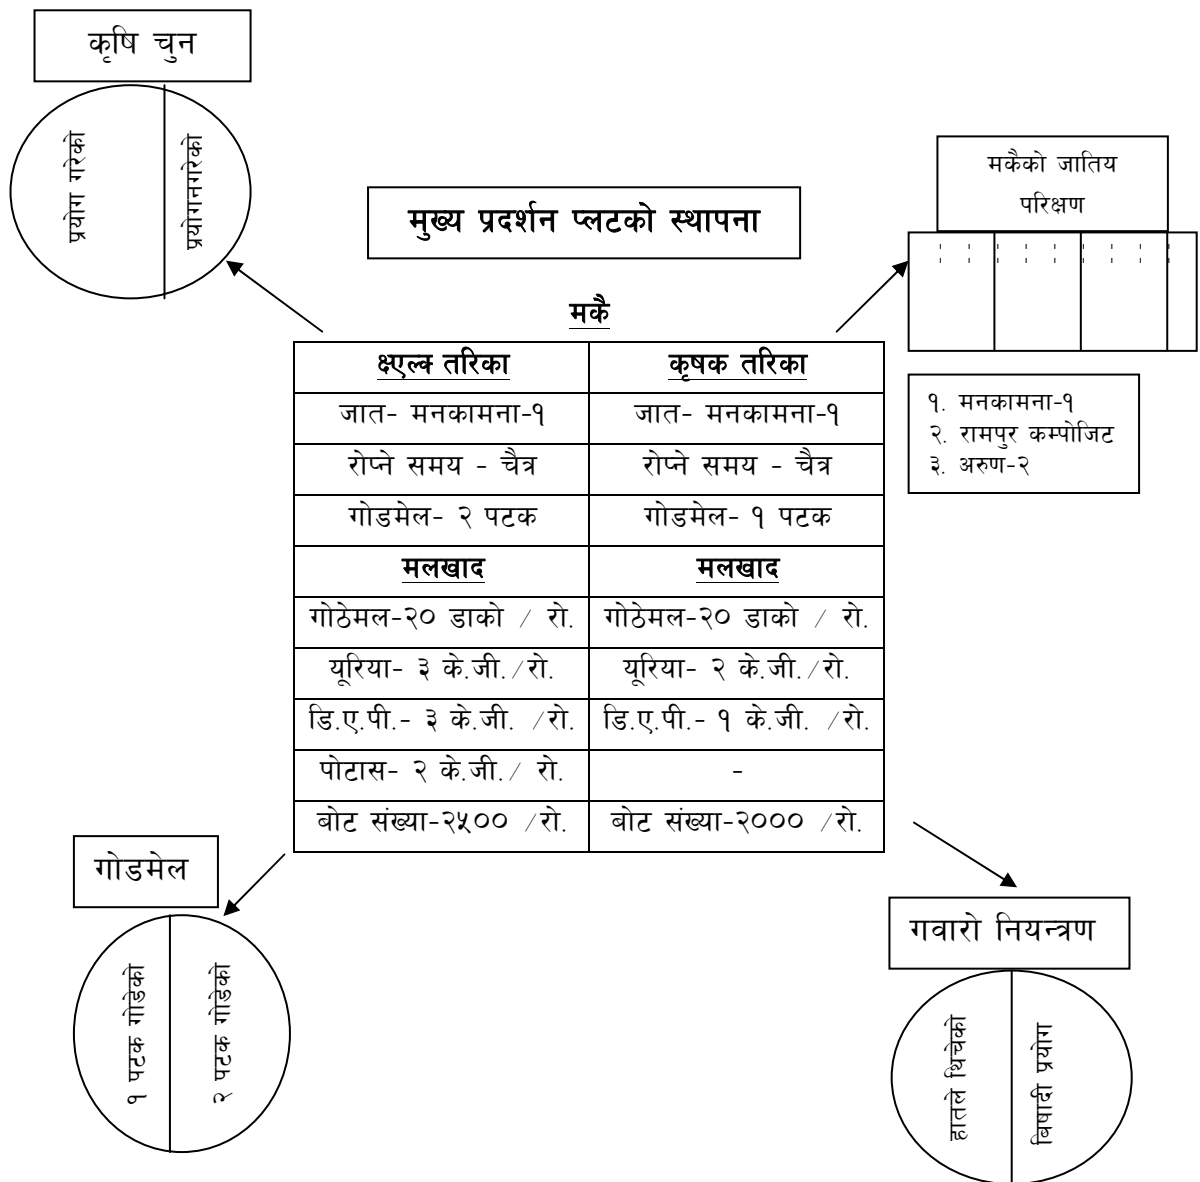 कृषि चुन
प्रयोग गरेको
प्रयोगनगरेको
मुख्य प्रदर्शन प्लटको स्थापना
मकैको जातिय
परिक्षण
मकै
क्ष्एल्क तरिका
कृषक तरिका
जात- मनकामना-१
जात- मनकामना-१
रोप्ने समय - चैत्र
रोप्ने समय - चैत्र
गोडमेल- २ पटक
गोडमेल- १ पटक
मलखाद
मलखाद
गोठेमल-२० डाको / रो.
गोठेमल-२० डाको / रो.
यूरिया- ३ के.जी./रो.
यूरिया- २ के.जी./रो.
डि.ए.पी.- ३ के.जी. /रो.
डि.ए.पी.- १ के.जी. /रो.
पोटास- २ के.जी./ रो.
-
बोट संख्या-२५०० /रो.
बोट संख्या-२००० /रो.
१. मनकामना-१
२. रामपुर कम्पोजिट
३. अरुण-२
गोडमेल
१ पटक गोडेको
२ पटक गोडेको
गवारो नियन्त्रण
हातले थिचेको
बिषादी प्रयोग